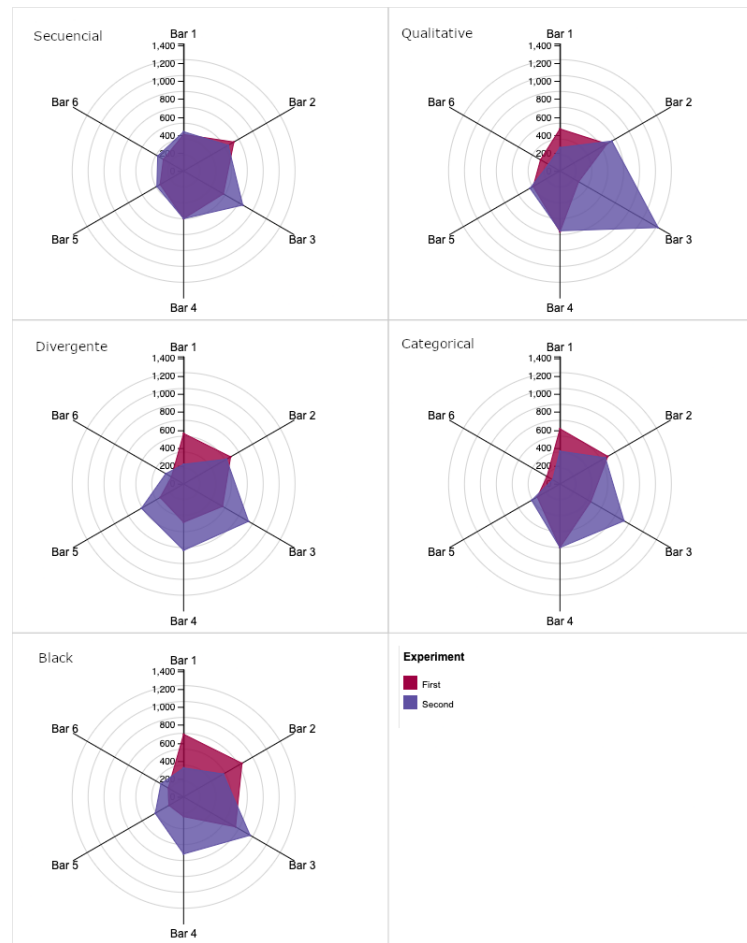 Secuencial
Bar 1
1,400
1,200
1,000
800
600
400
200
Bar 2
Bar 3
Bar 4
Bar 5
Bar 6
Qualitative
Bar 1
1,400
1,200
1,000
800
600
400
200
Bar 2
Bar 3
Bar 4
Bar 5
Bar 6
Divergente
Bar 1
1,400
1,200
1,000
800
600
400
200
Bar 2
Bar 3
Bar 4
Bar 5
Bar 6
Categorical
Bar 1
1,400
1,200
1,000
800
600
400
200
Bar 2
Bar 3
Bar 4
Bar 5
Bar 6
Black
Bar 1
1,400
1,200
1,000
800
600
400
Bar 2
Bar 3
Bar 4
Bar 5
Bar 6
Experiment
First
Second